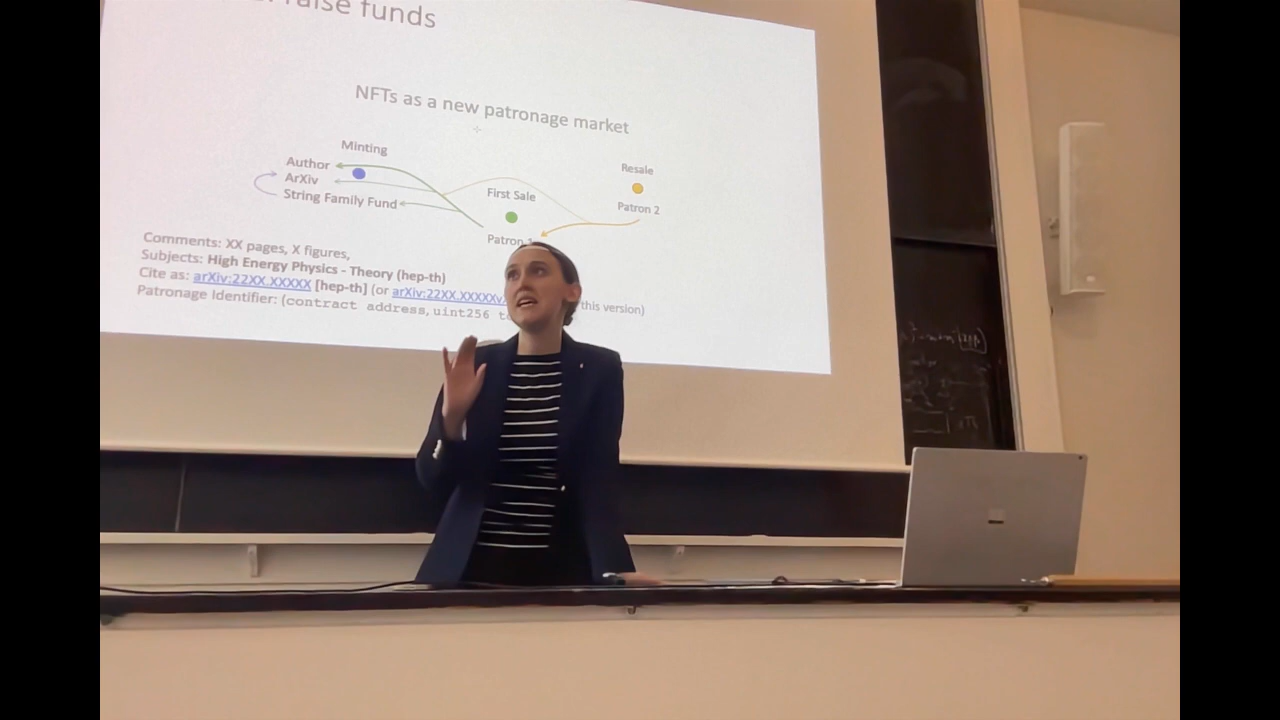 raise funds
NFTs as a new patronage market
Minting
Author
ArXiv
String Family Fund
First Sale
Patron
Resale
Patron 2
Comments: XX pages, X figures,
Subjects: High Energy Physics - Theory (hep-th)
Cite as: arXiv:22XX.XXXXX [hep-th] (or arXiv:22XX.XXXXXv this version)
Patronage Identifier: (contract address, uint256